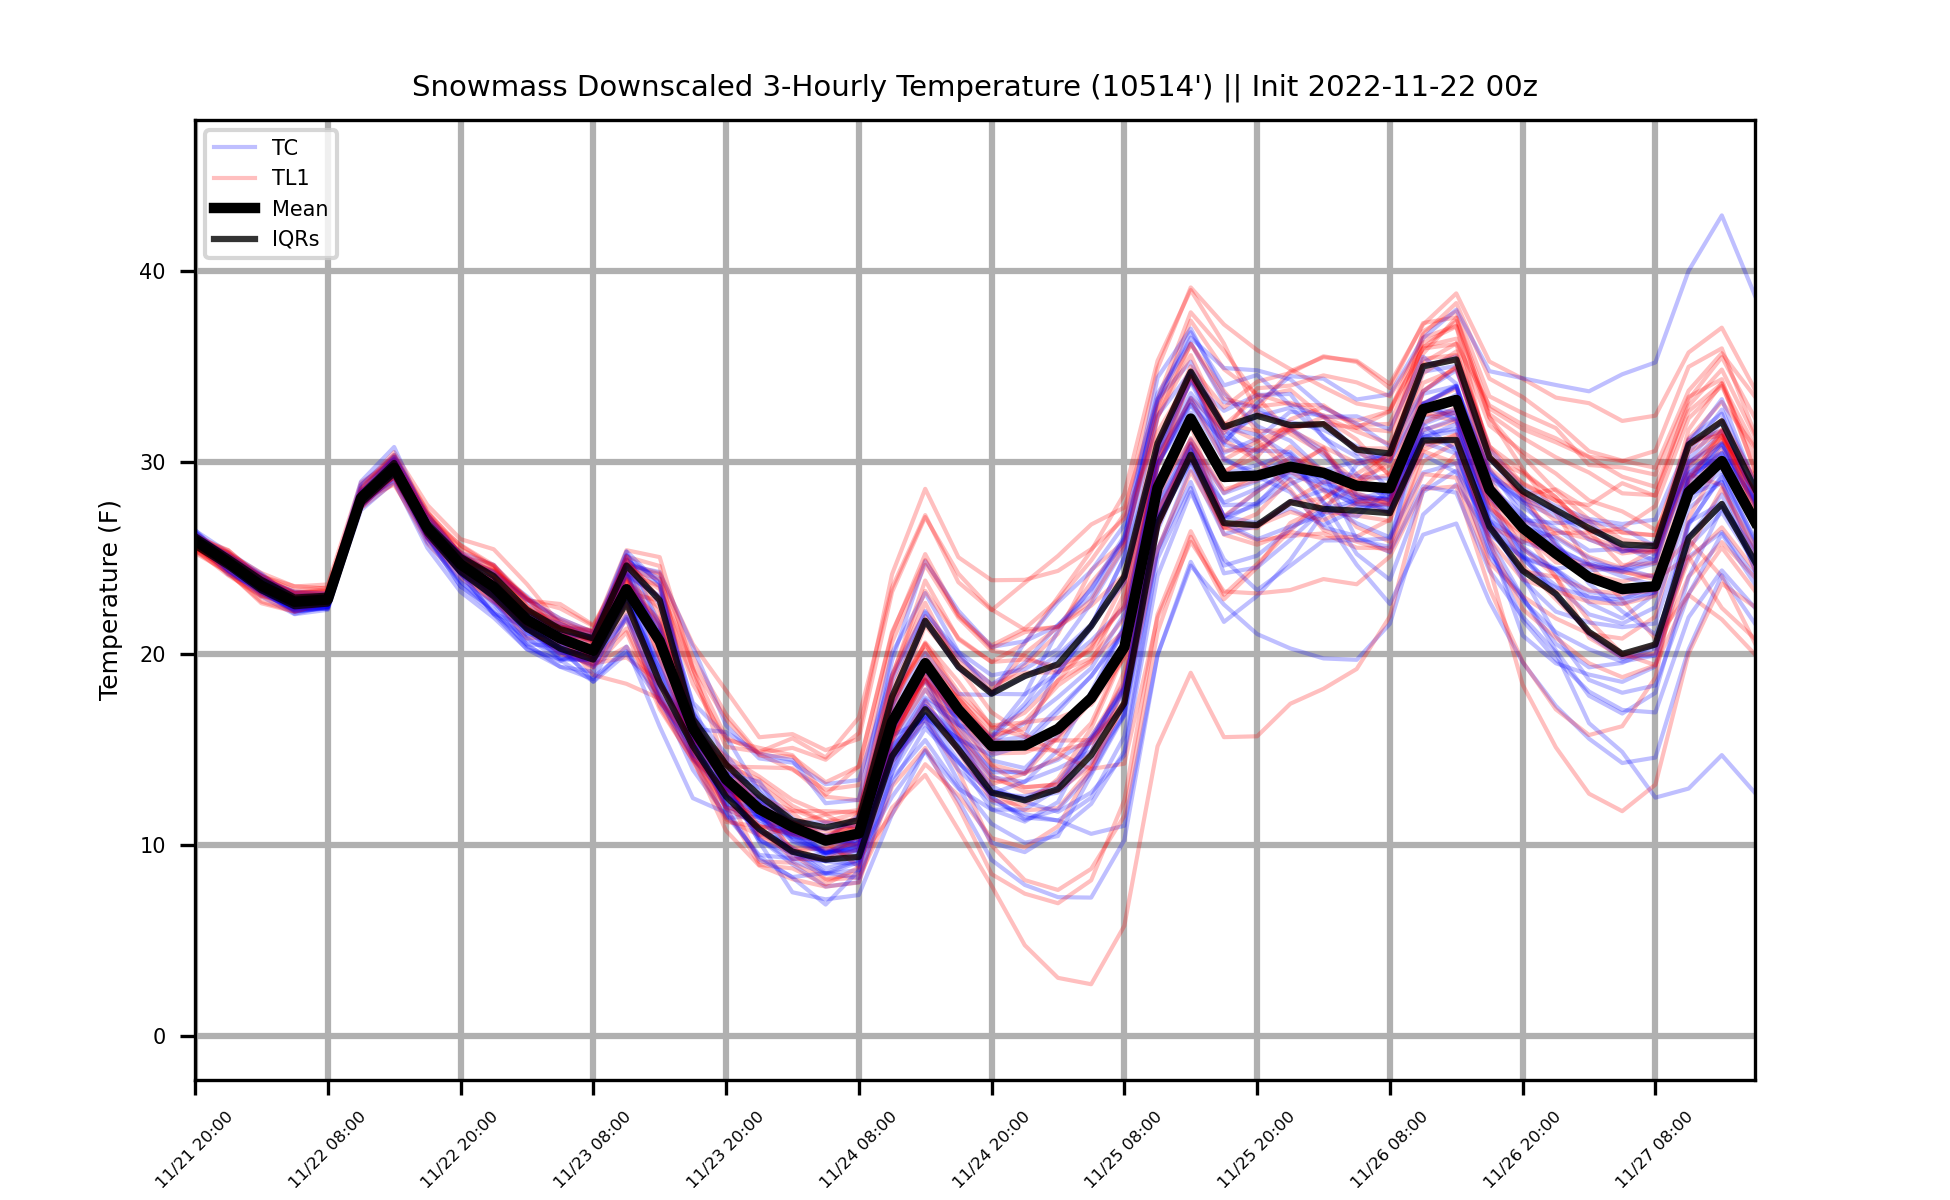 Snowmass Downscaled 3-Hourly Temperature (10514') || Init 2022-11-22 00z
TC
TL1
Mean
IQRs
Temperature (F)
40
30
20
10
0
11/21 20:00
11/22 08:00
11/22 20:00
11/23 08:00
11/23 20:00
11/24 08:00
11/24 20:00
11/25 08:00
11/25 20:00
11/26 08:00
11/26 20:00
11/27 08:00